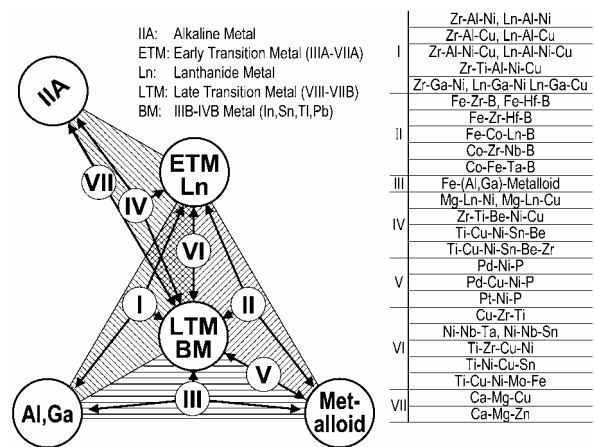 IIA: Alkaline Metal
ETM: Early Transition Metal (IIIA-VIIA)
Ln: Lanthanide Metal
LTM: Late Transition Metal (VIII-VIIB)
BM: IIIB-IVB Metal (In,Sn,Tl,Pb)
IIA
ETM
Ln
VII
IV
VI
I
II
LTM
BM
V
III
Al,Ga
Met-
alloid
I
Zr-Al-Ni, Ln-Al-Ni
Zr-Al-Cu, Ln-Al-Cu
Zr-Al-Ni-Cu, Ln-Al-Ni-Cu
Zr-Ti-Al-Ni-Cu
Zr-Ga-Ni, Ln-Ga-Ni Ln-Ga-Cu
II
Fe-Zr-B, Fe-Hf-B
Fe-Zr-Hf-B
Fe-Co-Ln-B
Co-Zr-Nb-B
Co-Fe-Ta-B
III
Fe-(Al,Ga)-Metalloid
IV
Mg-Ln-Ni, Mg-Ln-Cu
Zr-Ti-Be-Ni-Cu
Ti-Cu-Ni-Sn-Be
Ti-Cu-Ni-Sn-Be-Zr
V
Pd-Ni-P
Pd-Cu-Ni-P
Pt-Ni-P
VI
Cu-Zr-Ti
Ni-Nb-Ta, Ni-Nb-Sn
Ti-Zr-Cu-Ni
Ti-Ni-Cu-Sn
Ti-Cu-Ni-Mo-Fe
VII
Ca-Mg-Cu
Ca-Mg-Zn